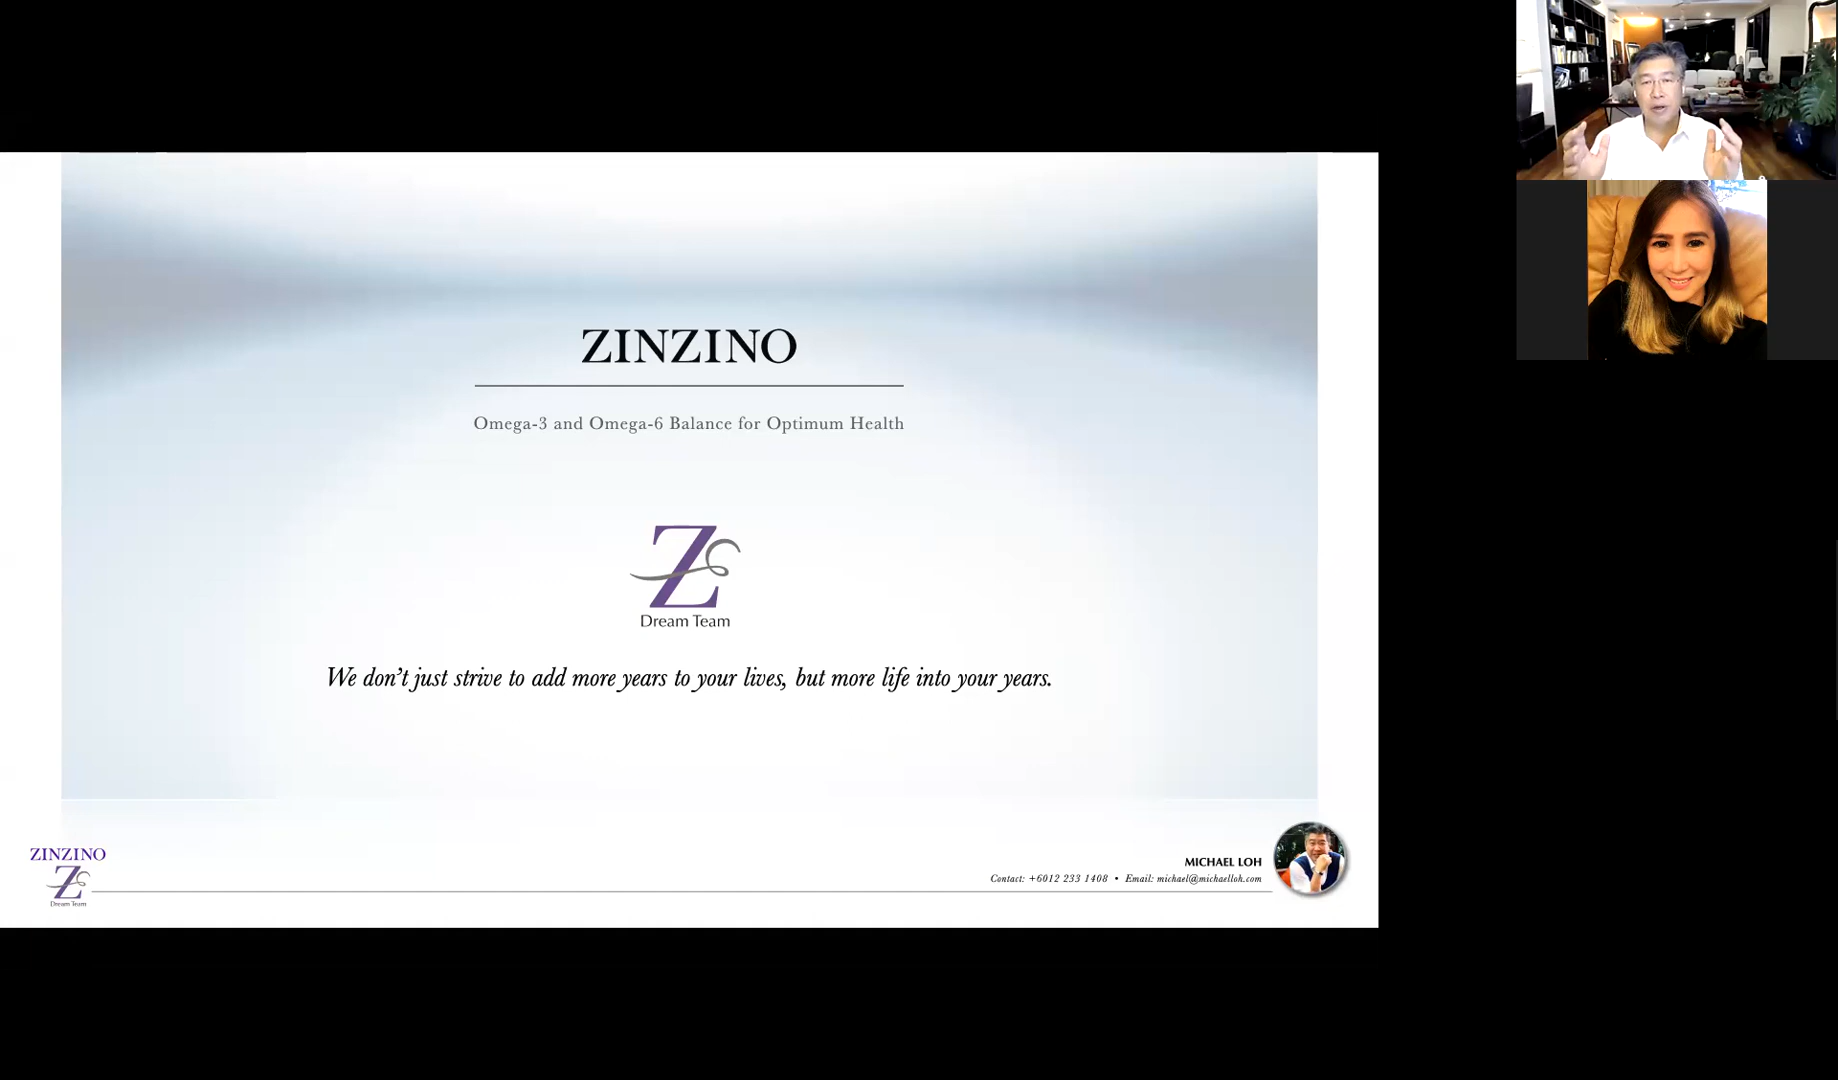 ZINZINO
Omega-3 and Omega-6 Balance for Optimum Health
Z
Dream Team
We don't just strive to add more years to your lives, but more life into your years.
ZINZINO
Z
Dream Team
MICHAEL LOH
Contact: +6012 233 1408 • Email: michael@michaelloh.com